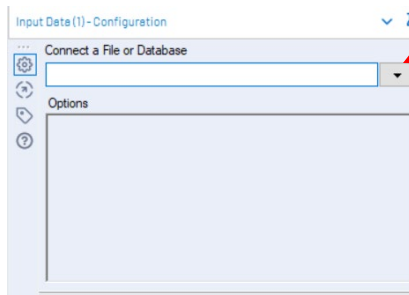 Input Data (1) - Configuration
Connect a File or Database
Options